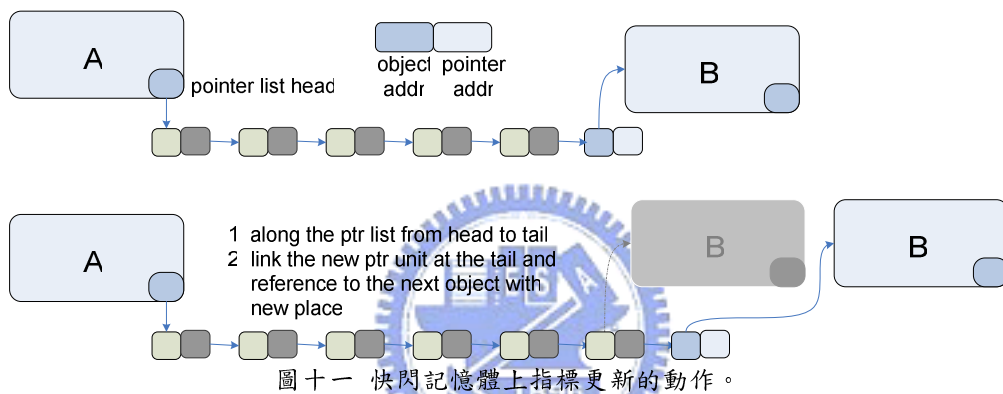 A
pointer list head
object pointer
addr addr
B
A
1 along the ptr list from head to tail
2 link the new ptr unit at the tail and
reference to the next object with
new place
B
B
圖十一 快閃記憶體上指標更新的動作。